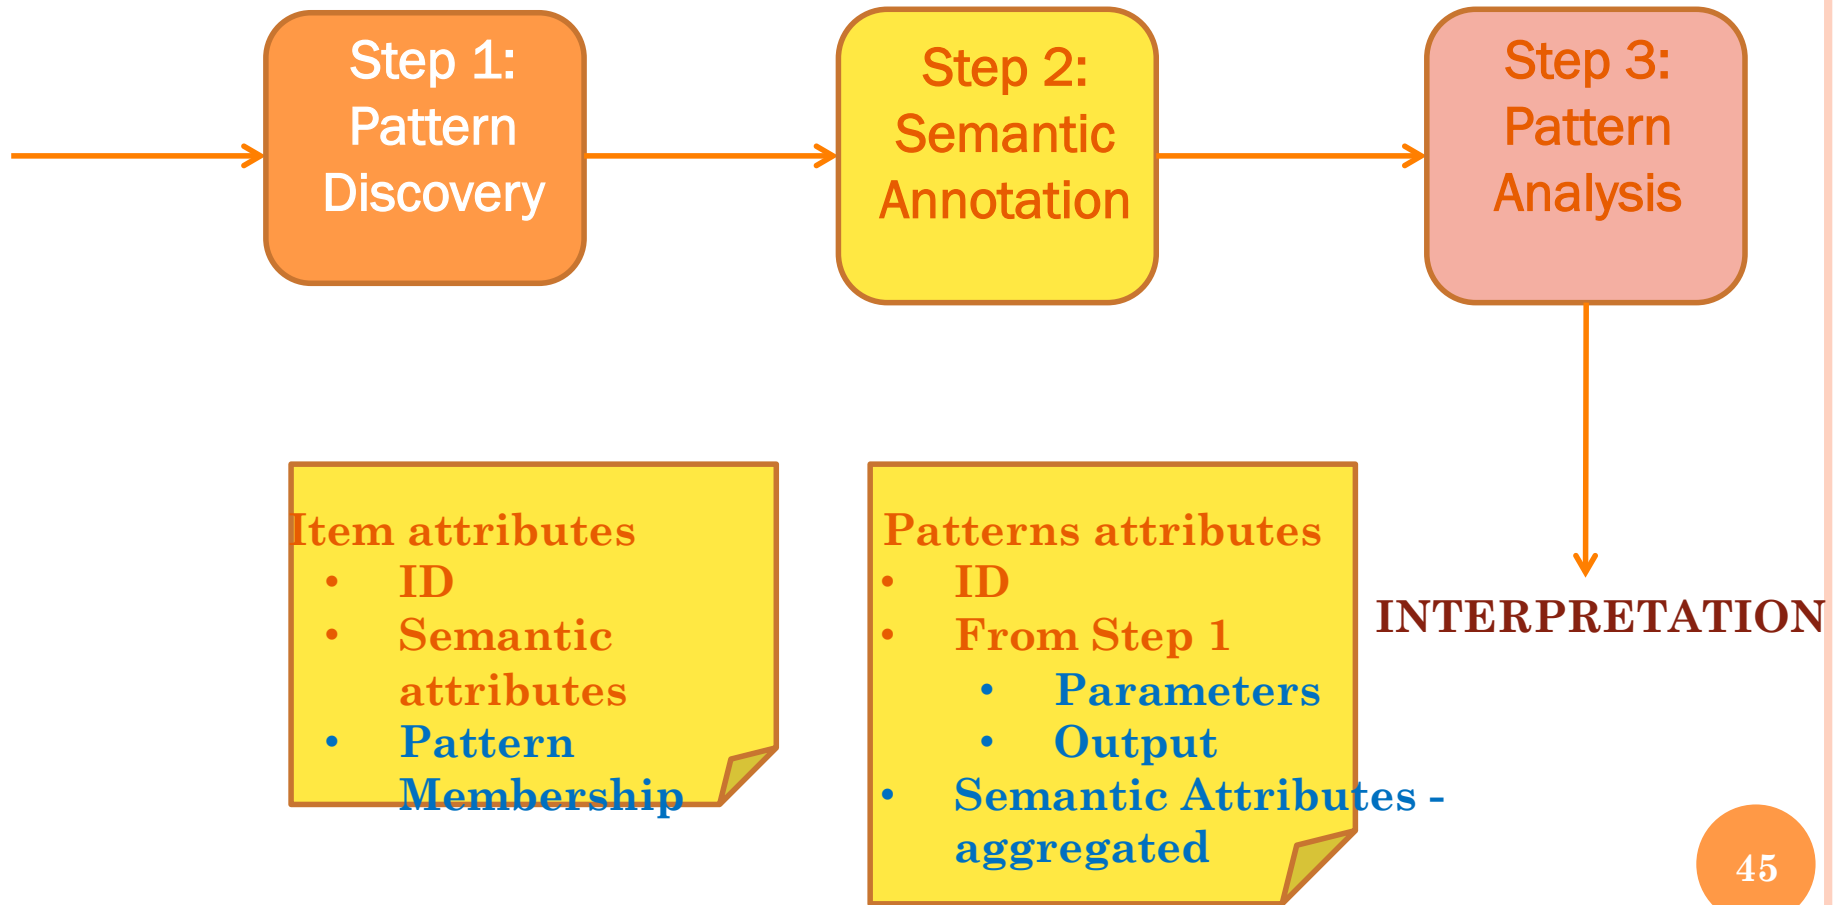 Step 1:
Pattern
Discovery
Step 2:
Semantic
Annotation
Step 3:
Pattern
Analysis
Item attributes
• ID
• Semantic
attributes
• Pattern
Membership
Patterns attributes
• ID
• From Step 1
• Parameters
• Output
• Semantic Attributes -
aggregated
INTERPRETATION
45